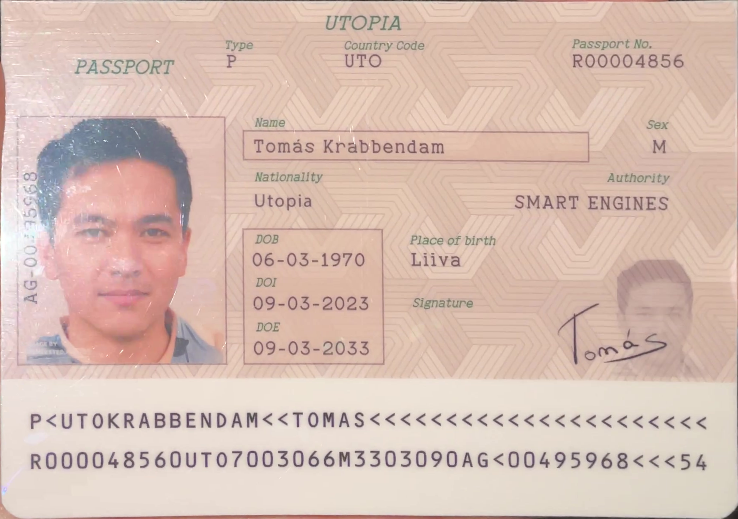 UTOPIA
PASSPORT
Type
P
Country Code
UTO
Passport No.
R00004856
Name
Tomás Krabbendam
Sex
M
Nationality
Utopia
Authority
SMART ENGINES
AG-00495968
DOB
06-03-1970
Place of birth
Liiva
DOI
09-03-2023
Signature
DOE
09-03-2033
Tomás
P<UTOKRABBENDAM<<TOMAS<<<<<<<<<<<<<<<<<<<<<<
R000048560UTO7003066M3303090AG<00495968<<<54